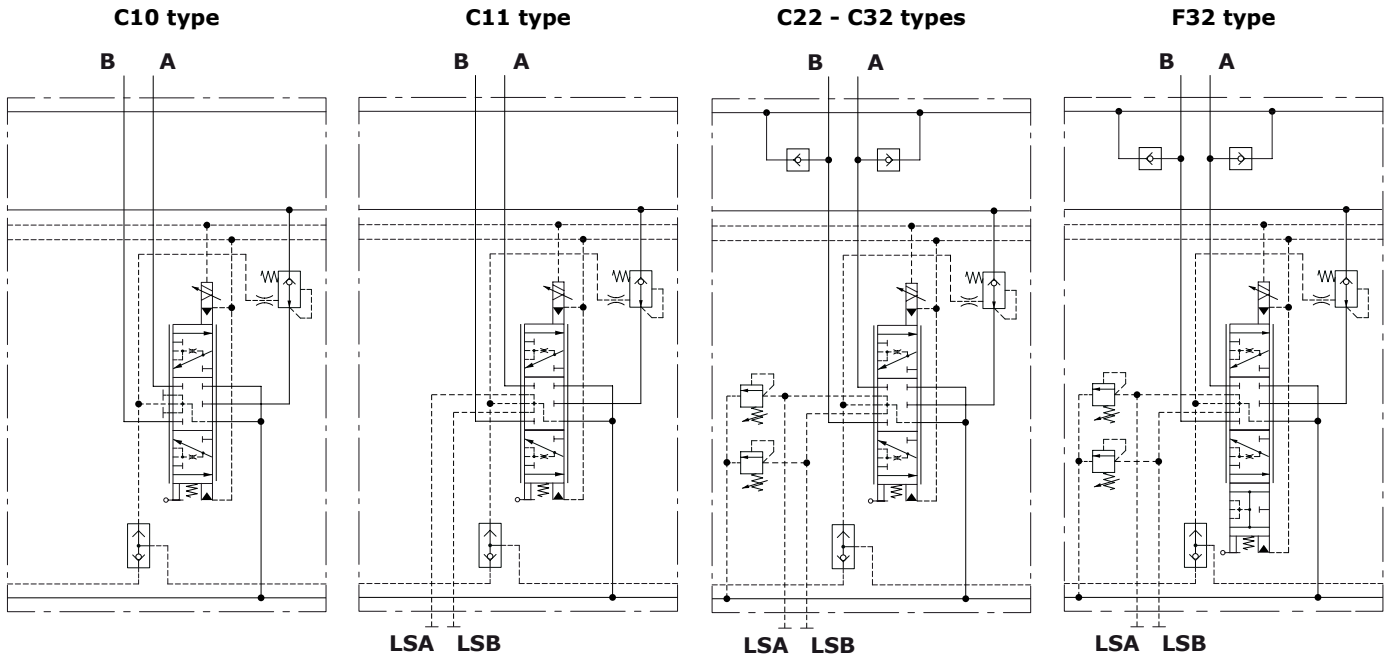 C10 type
C11 type
C22 - C32 types
F32 type
B A
B A
B A
B A
LSA LSB
LSA LSB
LSA LSB